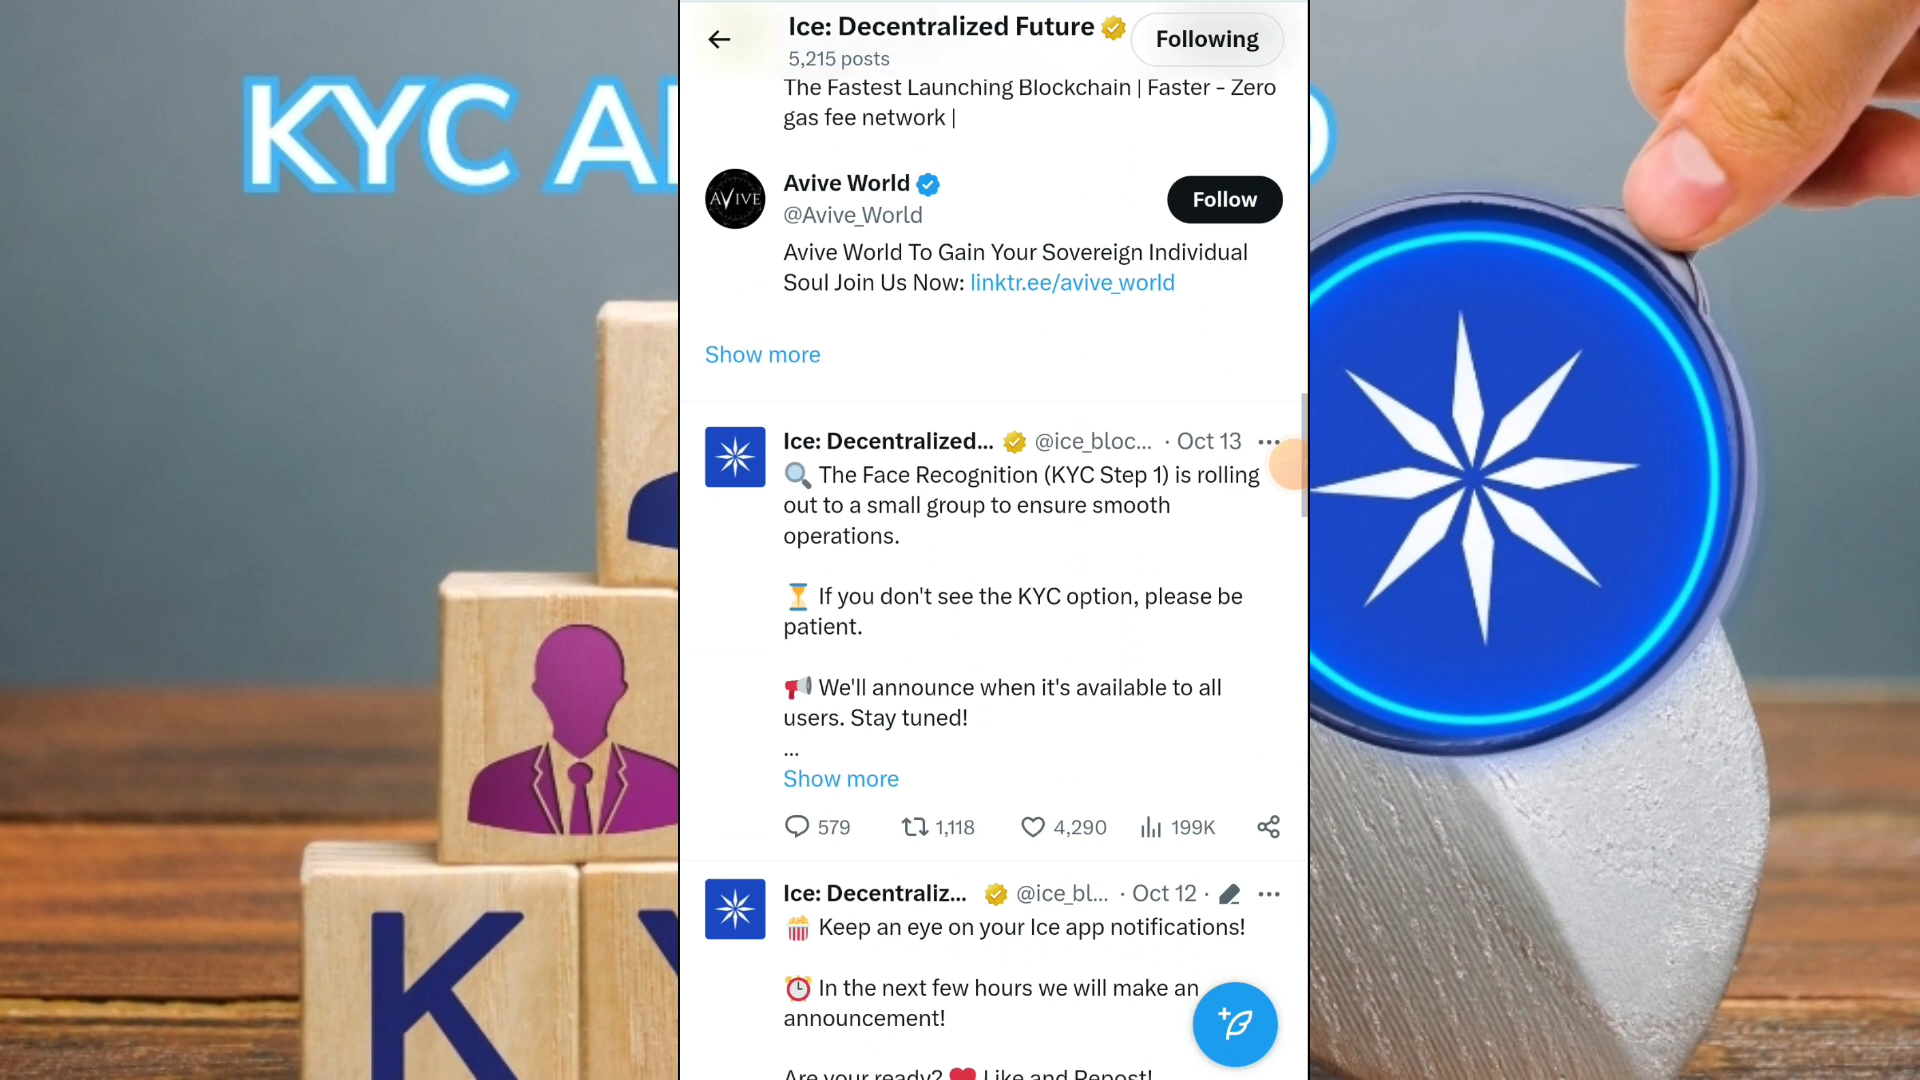 KYC
Ice: Decentralized Future
Following
5,215 posts
The Fastest Launching Blockchain | Faster - Zero
gas fee network |
AVIVE
Avive World
Follow
@Avive_World
Avive World To Gain Your Sovereign Individual
Soul Join Us Now: linktr.ee/avive_world
Show more
Ice: Decentralized... @ice_bloc... · Oct 13
🔍 The Face Recognition (KYC Step 1) is rolling
out to a small group to ensure smooth
operations.
⏳ If you don't see the KYC option, please be
patient.
📢 We'll announce when it's available to all
users. Stay tuned!
...
Show more
579 1,118 4,290 199K
Ice: Decentraliz... @ice_bl... · Oct 12 ·
🍿 Keep an eye on your Ice app notifications!
⏰ In the next few hours we will make an
announcement!
Are your ready? ❤️ Like and Repost!
K